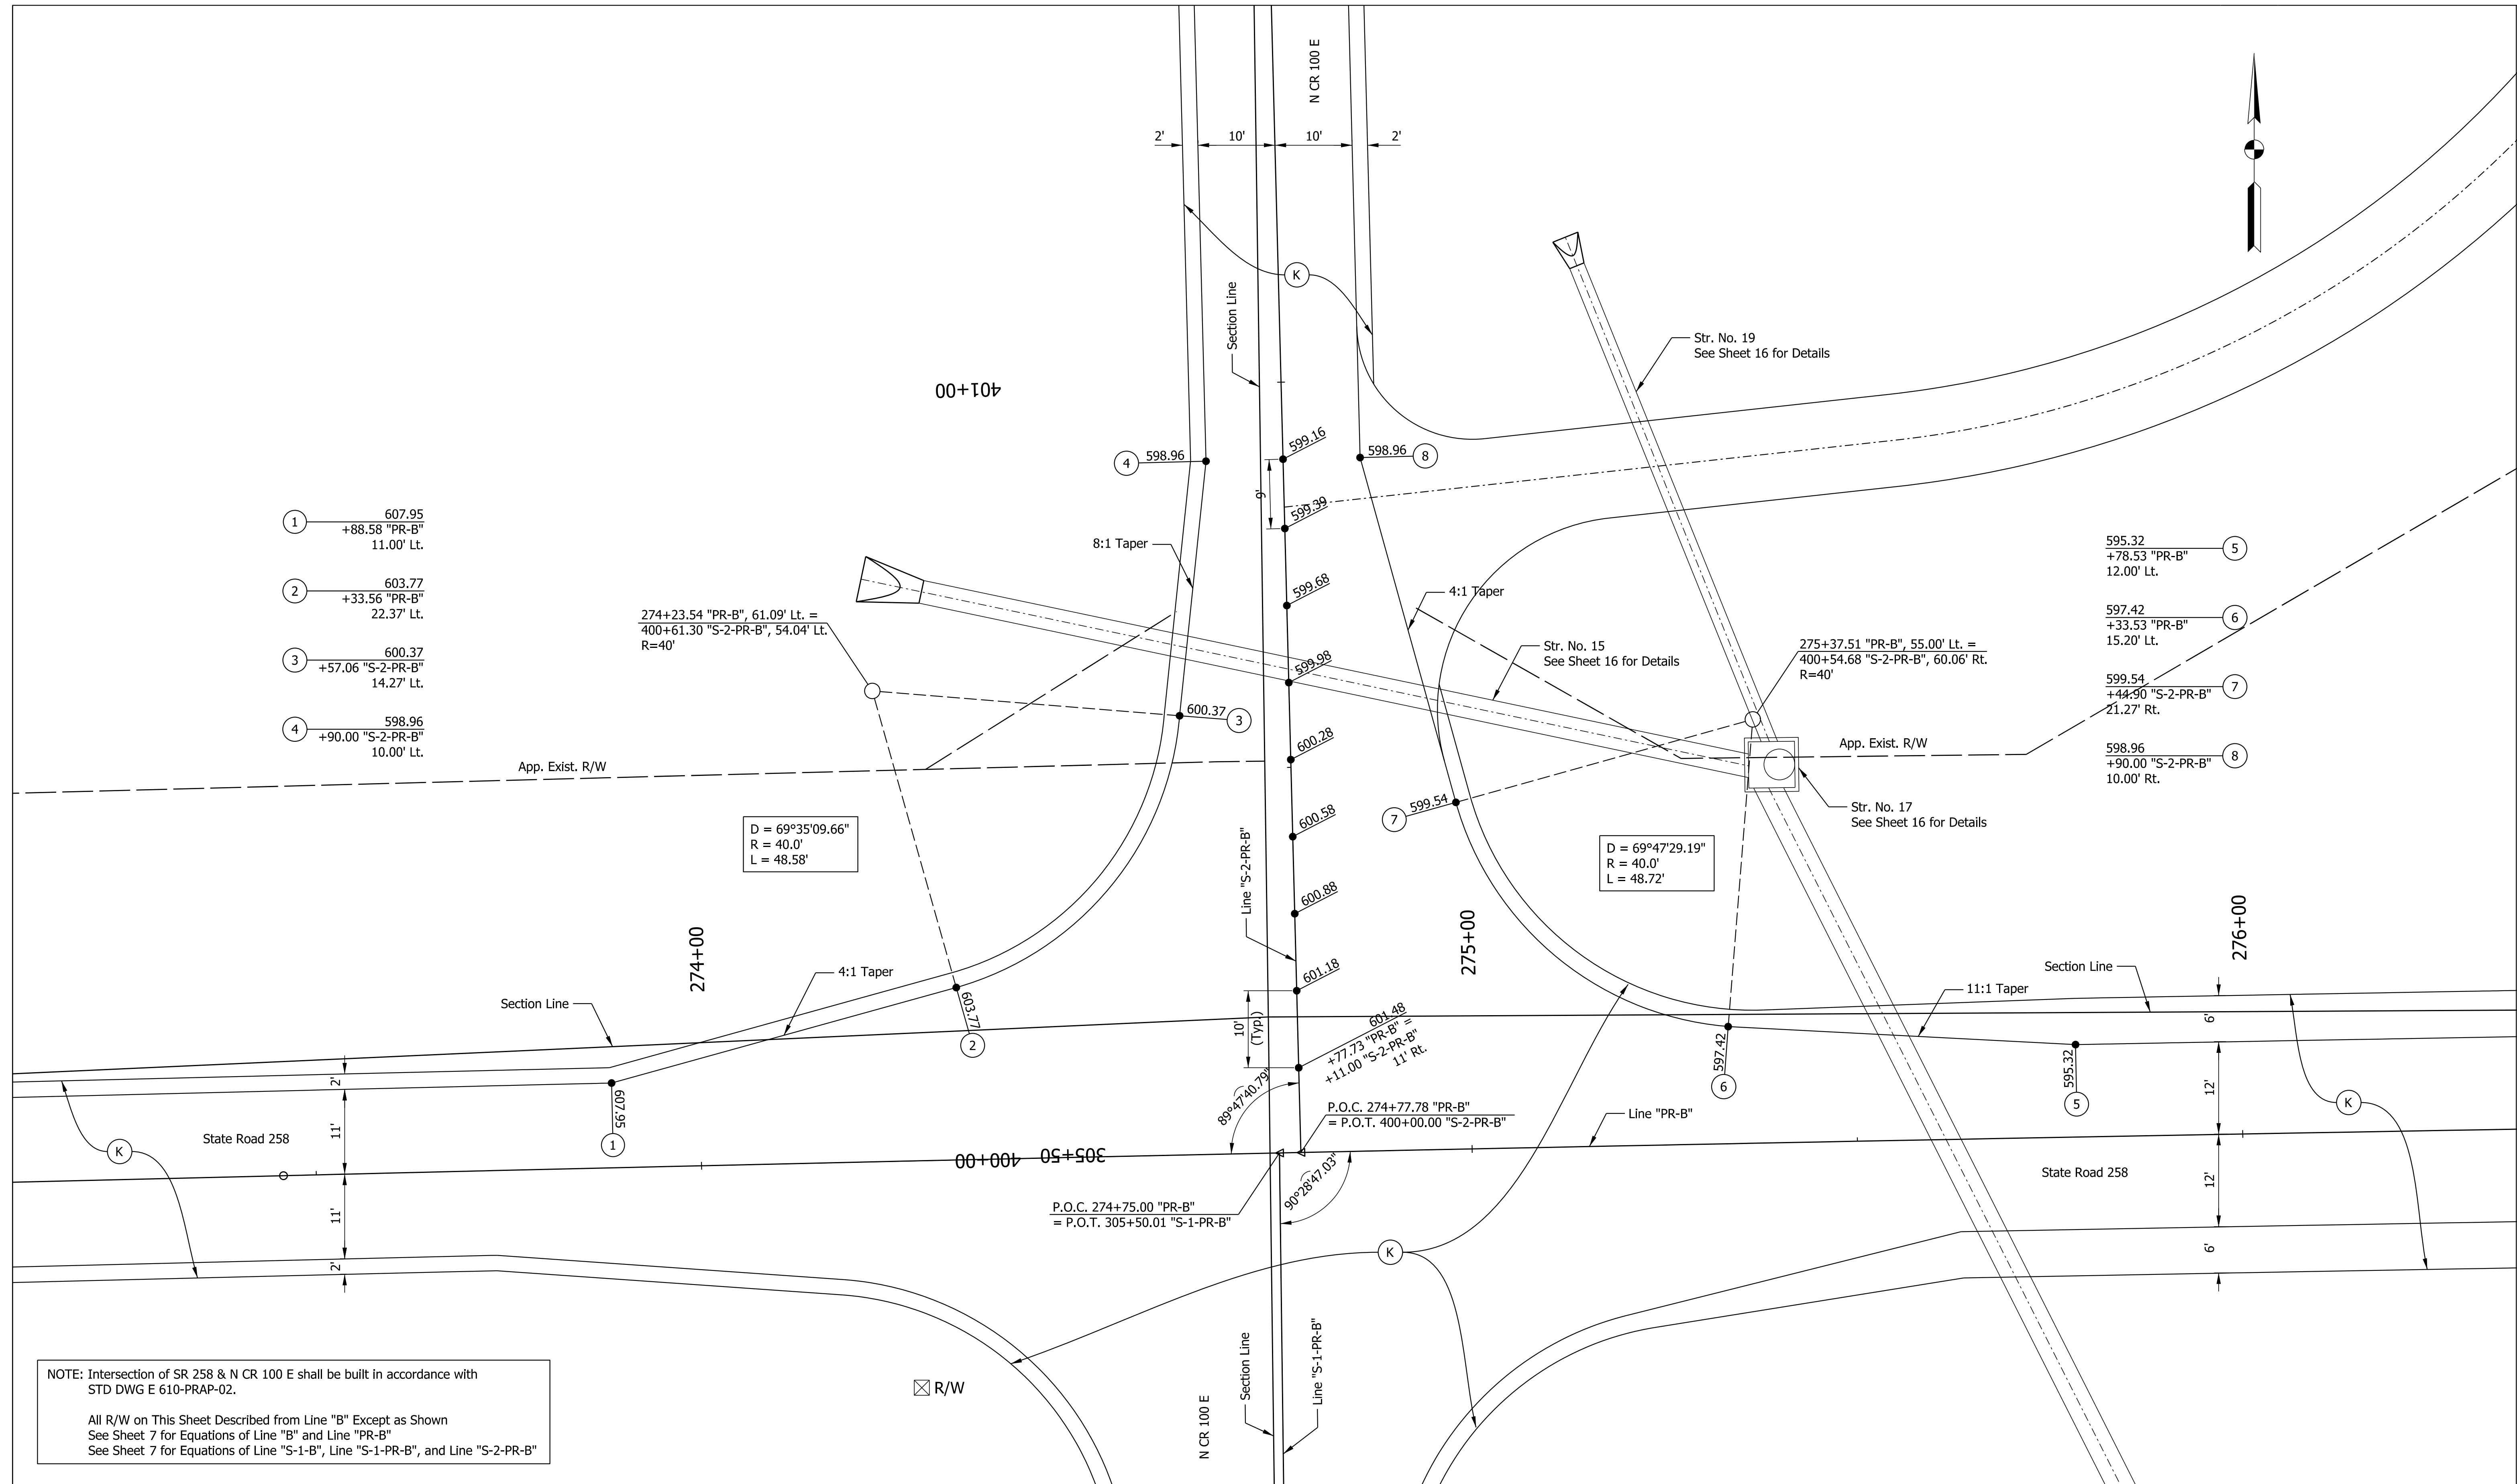 N CR 100 E
2'
10'
10'
2'
K
Section Line
Str. No. 19
See Sheet 16 for Details
401+00
599.16
4
598.96
598.96
8
9'
599.39
1
607.95
+88.58 "PR-B"
11.00' Lt.
2
603.77
+33.56 "PR-B"
22.37' Lt.
3
600.37
+57.06 "S-2-PR-B"
14.27' Lt.
4
598.96
+90.00 "S-2-PR-B"
10.00' Lt.
8:1 Taper
599.68
4:1 Taper
595.32
+78.53 "PR-B"
12.00' Lt.
5
597.42
+33.53 "PR-B"
15.20' Lt.
6
599.54
+44.90 "S-2-PR-B"
21.27' Rt.
7
598.96
+90.00 "S-2-PR-B"
10.00' Rt.
8
274+23.54 "PR-B", 61.09' Lt. =
400+61.30 "S-2-PR-B", 54.04' Lt.
R=40'
599.98
Str. No. 15
See Sheet 16 for Details
275+37.51 "PR-B", 55.00' Lt. =
400+54.68 "S-2-PR-B", 60.06' Rt.
R=40'
600.37
3
600.28
App. Exist. R/W
App. Exist. R/W
7
599.54
Str. No. 17
See Sheet 16 for Details
D = 69°35'09.66"
R = 40.0'
L = 48.58'
600.58
Line "S-2-PR-B"
D = 69°47'29.19"
R = 40.0'
L = 48.72'
600.88
274+00
275+00
276+00
4:1 Taper
601.18
Section Line
11:1 Taper
Section Line
603.77
2
10'
(Typ.)
601.48
+77.73 "PR-B" =
+11.00 "S-2-PR-B"
11' Rt.
597.42
6
6'
2'
607.95
1
89°47'40.79"
595.32
5
12'
K
P.O.C. 274+77.78 "PR-B"
= P.O.T. 400+00.00 "S-2-PR-B"
Line "PR-B"
State Road 258
11'
K
400+00
305+50
90°28'47.03"
State Road 258
12'
11'
P.O.C. 274+75.00 "PR-B"
= P.O.T. 305+50.01 "S-1-PR-B"
K
6'
2'
Section Line
Line "S-1-PR-B"
N CR 100 E
R/W
NOTE: Intersection of SR 258 & N CR 100 E shall be built in accordance with
STD DWG E 610-PRAP-02.
All R/W on This Sheet Described from Line "B" Except as Shown
See Sheet 7 for Equations of Line "B" and Line "PR-B"
See Sheet 7 for Equations of Line "S-1-B", Line "S-1-PR-B", and Line "S-2-PR-B"